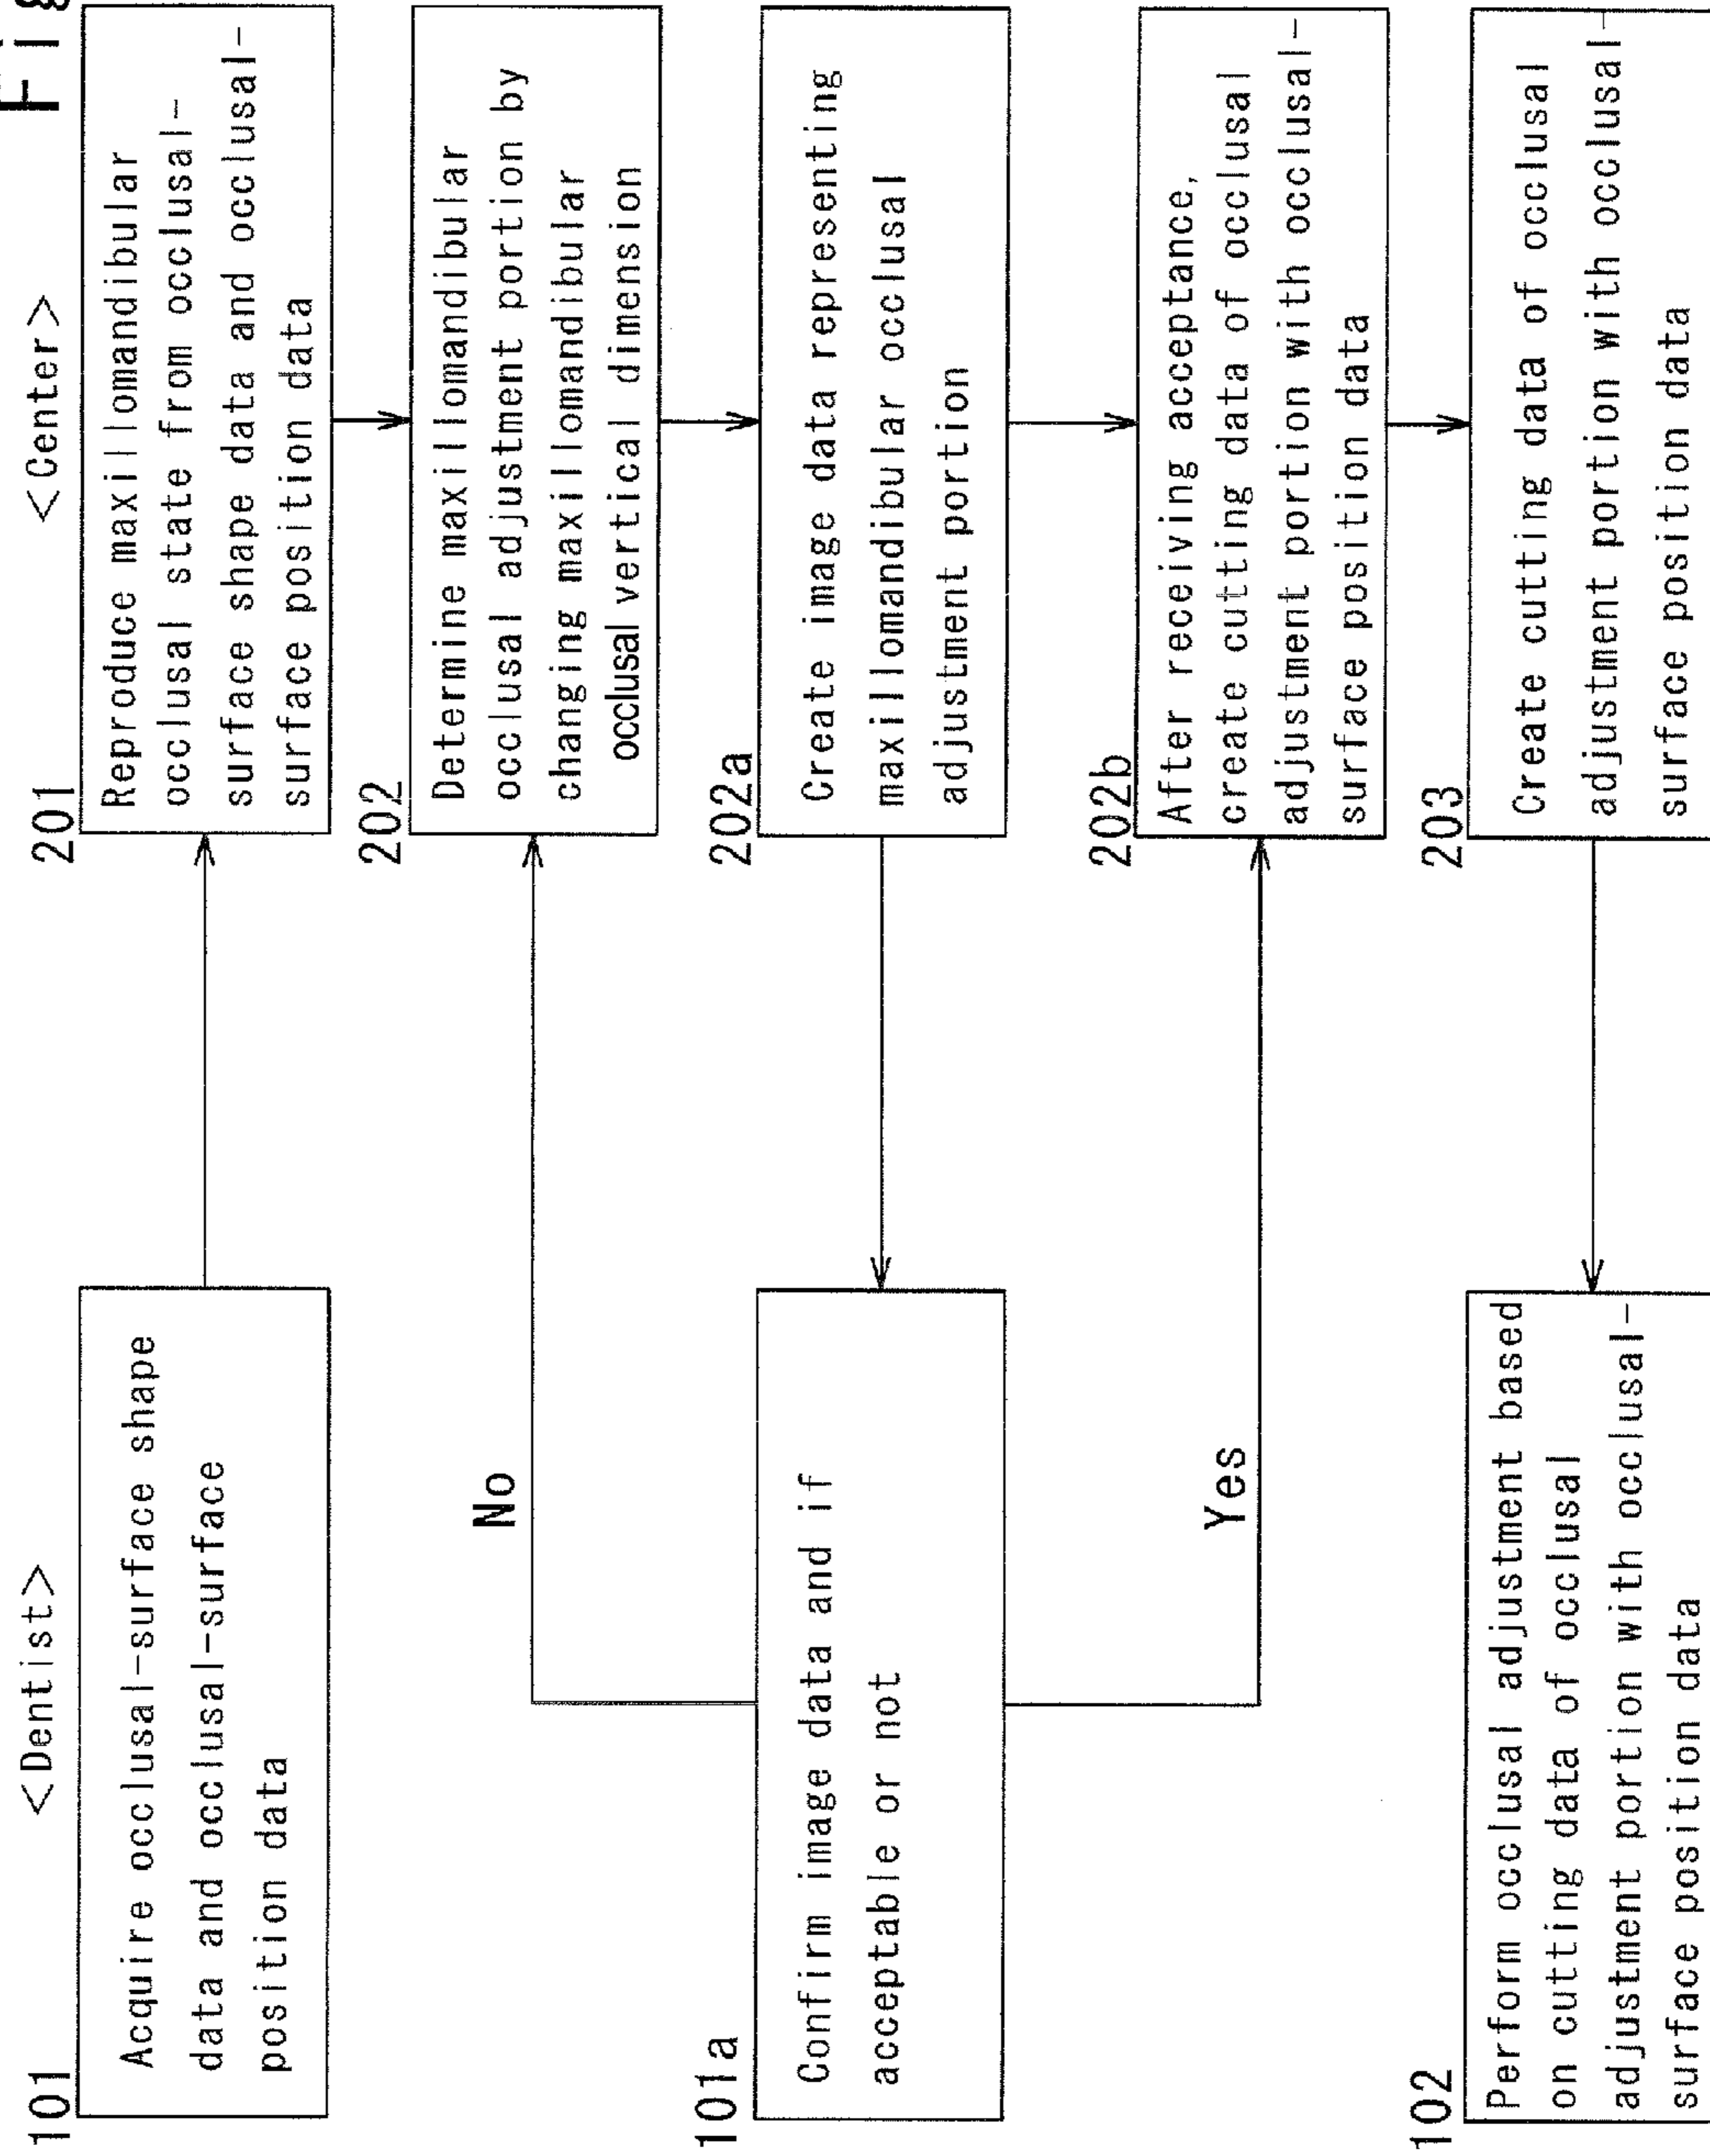 Fig
<Dentist>
<Center>
101
Acquire occlusal-surface shape
data and occlusal-surface
position data
201
Reproduce maxillomandibular
occlusal state from occlusal-
surface shape data and occlusal-
surface position data
No
202
Determine maxillomandibular
occlusal adjustment portion by
changing maxillomandibular
occlusal vertical dimension
101a
Confirm image data and if
acceptable or not
202a
Create image data representing
maxillomandibular occlusal
adjustment portion
Yes
202b
After receiving acceptance,
create cutting data of occlusal
adjustment portion with occlusal-
surface position data
102
Perform occlusal adjustment based
on cutting data of occlusal
adjustment portion with occlusal-
surface position data
203
Create cutting data of occlusal
adjustment portion with occlusal-
surface position data